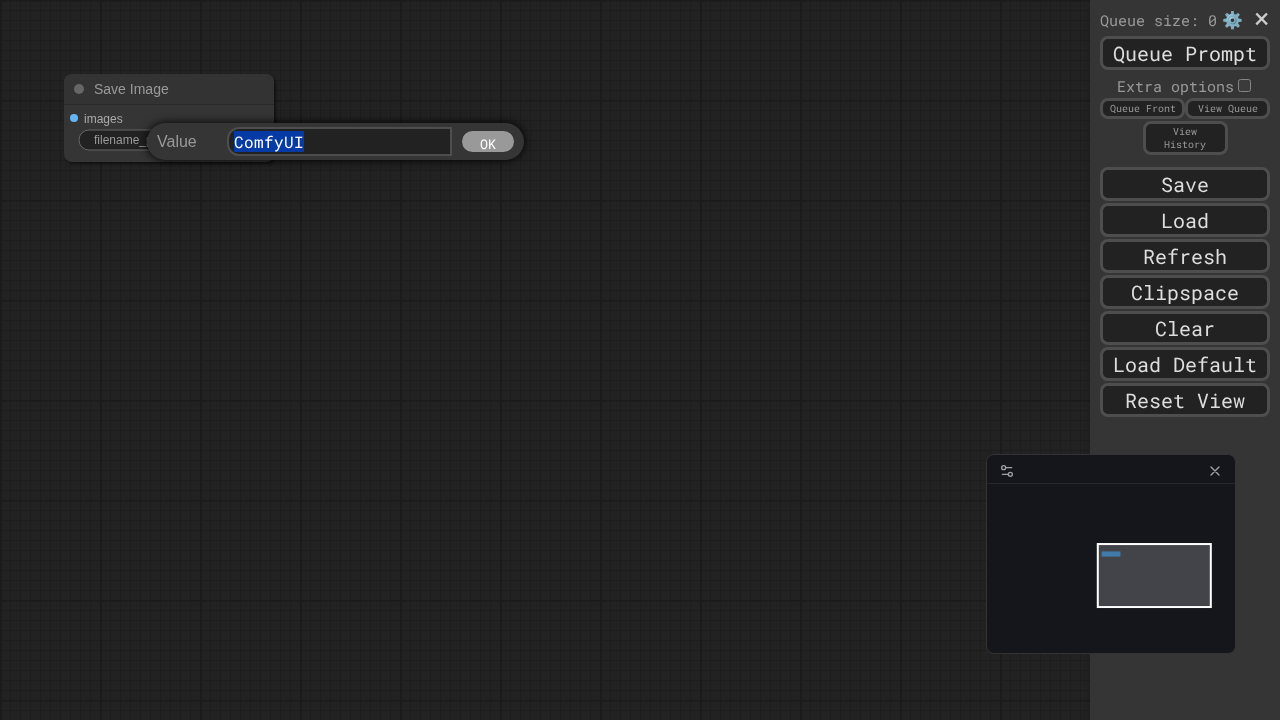 Queue size: 0
Queue Prompt
Extra options
Queue Front
View Queue
View
History
Save
Load
Refresh
Clipspace
Clear
Load Default
Reset View
Save Image
images
filename_
Value
ComfyUI
OK